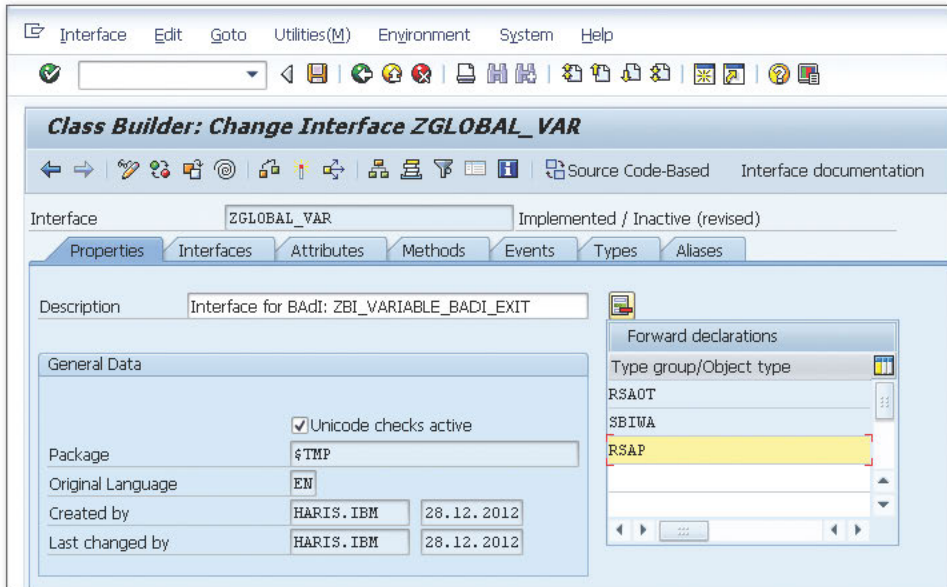 Interface Edit Goto Utilities(M) Environment System Help
Class Builder: Change Interface ZGLOBAL_VAR
Source Code-Based Interface documentation
Interface ZGLOBAL_VAR Implemented / Inactive (revised)
Properties Interfaces Attributes Methods Events Types Aliases
Description Interface for BAdI: ZBI_VARIABLE_BADI_EXIT
General Data
Unicode checks active
Package $TMP
Original Language EN
Created by HARIS.IBM 28.12.2012
Last changed by HARIS.IBM 28.12.2012
Forward declarations
Type group/Object type
RSAOT
SBIWA
RSAP